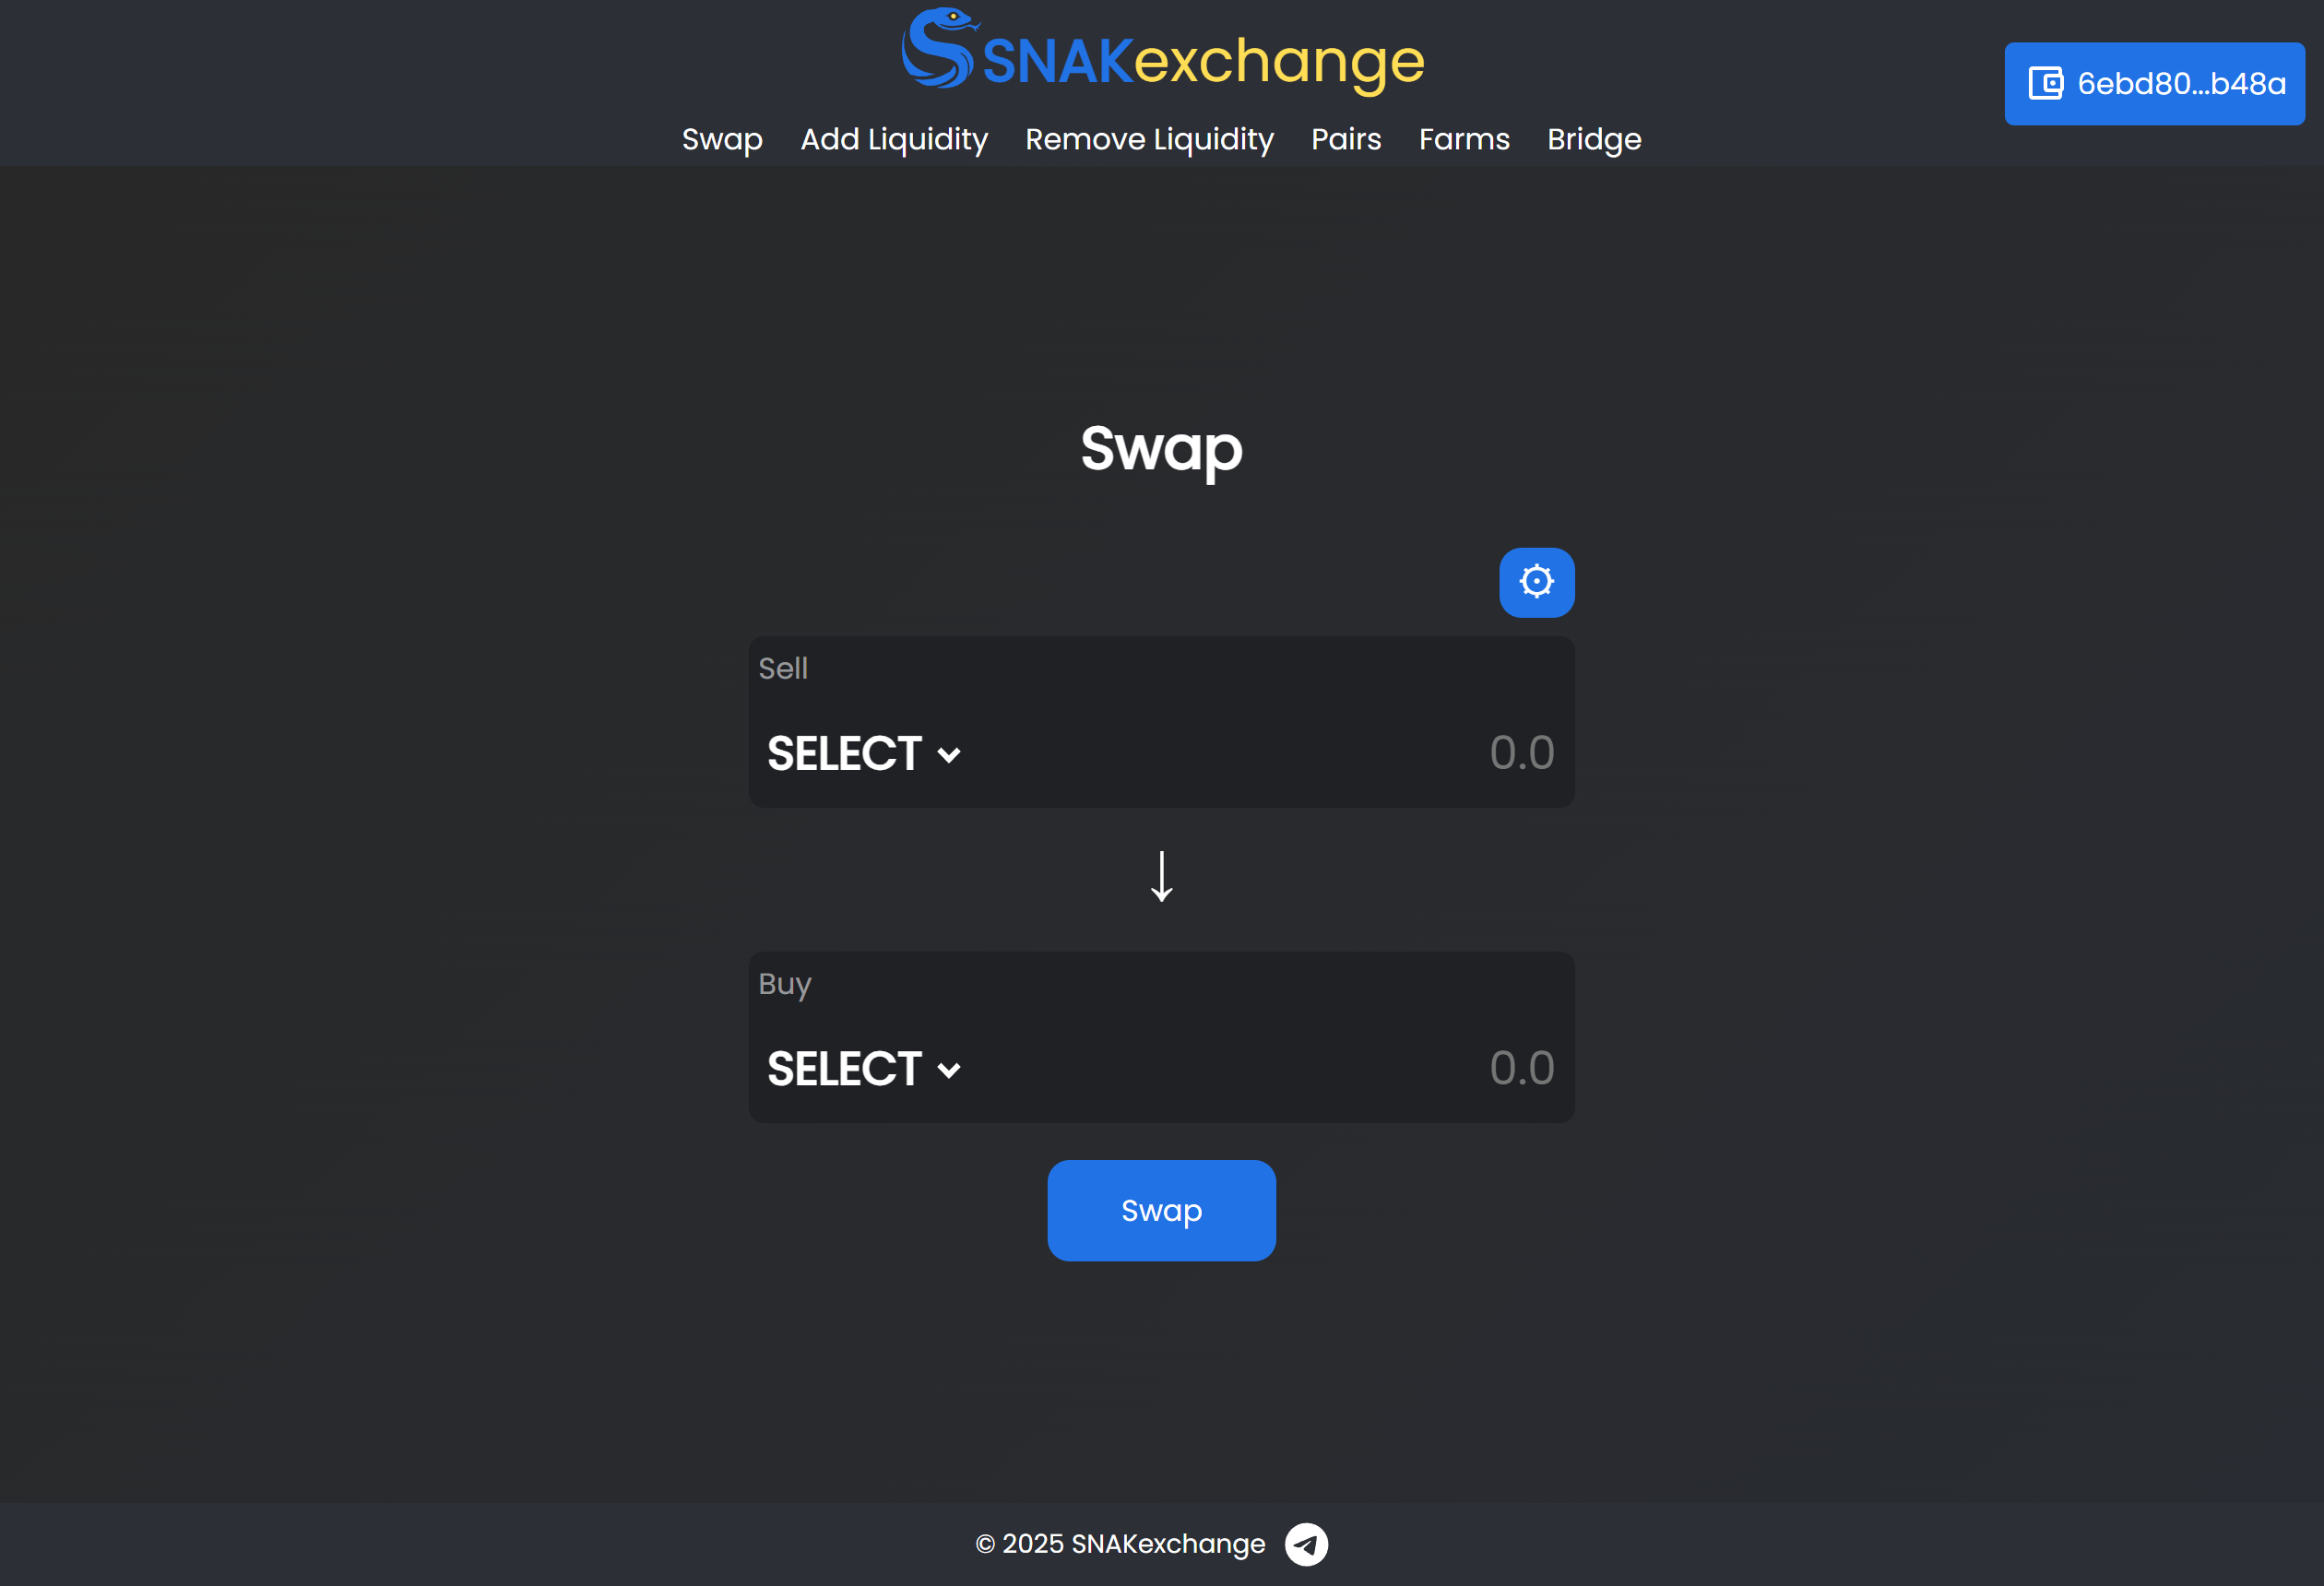 SNAKexchange
6ebd80...b48a
Swap Add Liquidity Remove Liquidity Pairs Farms Bridge
Swap
Sell
SELECT 0.0
Buy
SELECT 0.0
Swap
© 2025 SNAKexchange